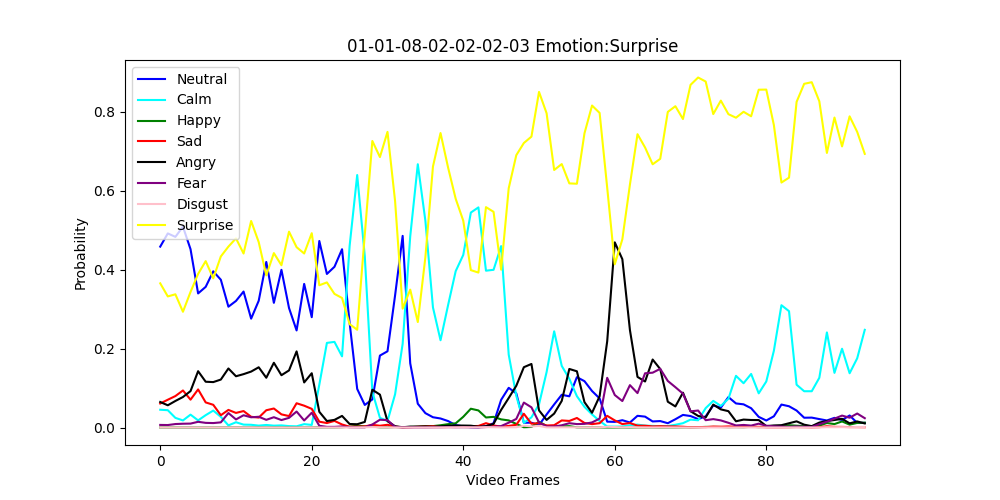 01-01-08-02-02-02-03 Emotion:Surprise
Neutral
Calm
Happy
Sad
Angry
Fear
Disgust
Surprise
Probability
0.8
0.6
0.4
0.2
0.0
0 20 40 60 80
Video Frames